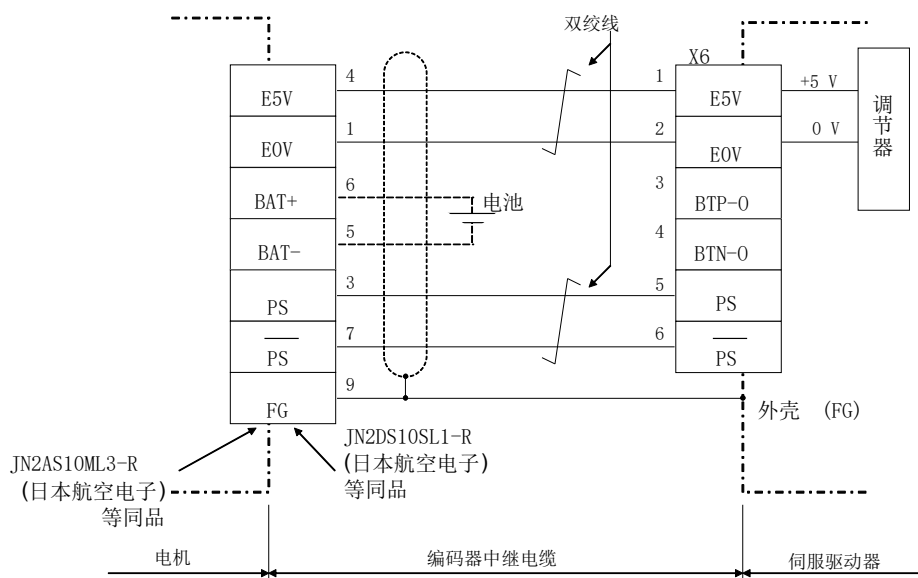 双绞线
X6
4
1
E5V
E5V
+5 V
调节器
1
2
E0V
E0V
0 V
6
3
BAT+
电池
BTP-0
5
4
BAT-
BTN-0
3
5
PS
PS
7
6
PS
PS
9
FG
外壳 (FG)
JN2AS10ML3-R
(日本航空电子)
等同品
JN2DS10SL1-R
(日本航空电子)
等同品
电机
编码器中继电缆
伺服驱动器